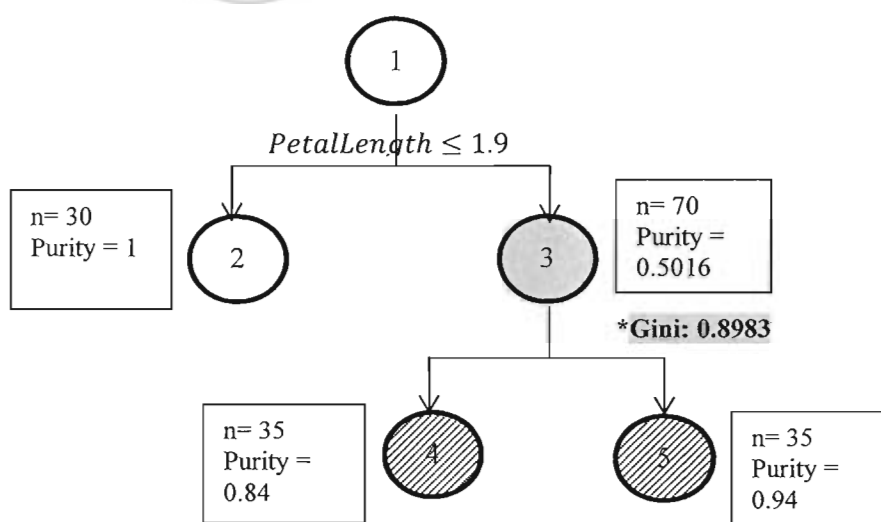 1
PetalLength ≤ 1.9
n= 30
Purity = 1
2
3
n= 70
Purity =
0.5016
*Gini: 0.8983
n= 35
Purity =
0.84
4
5
n= 35
Purity =
0.94